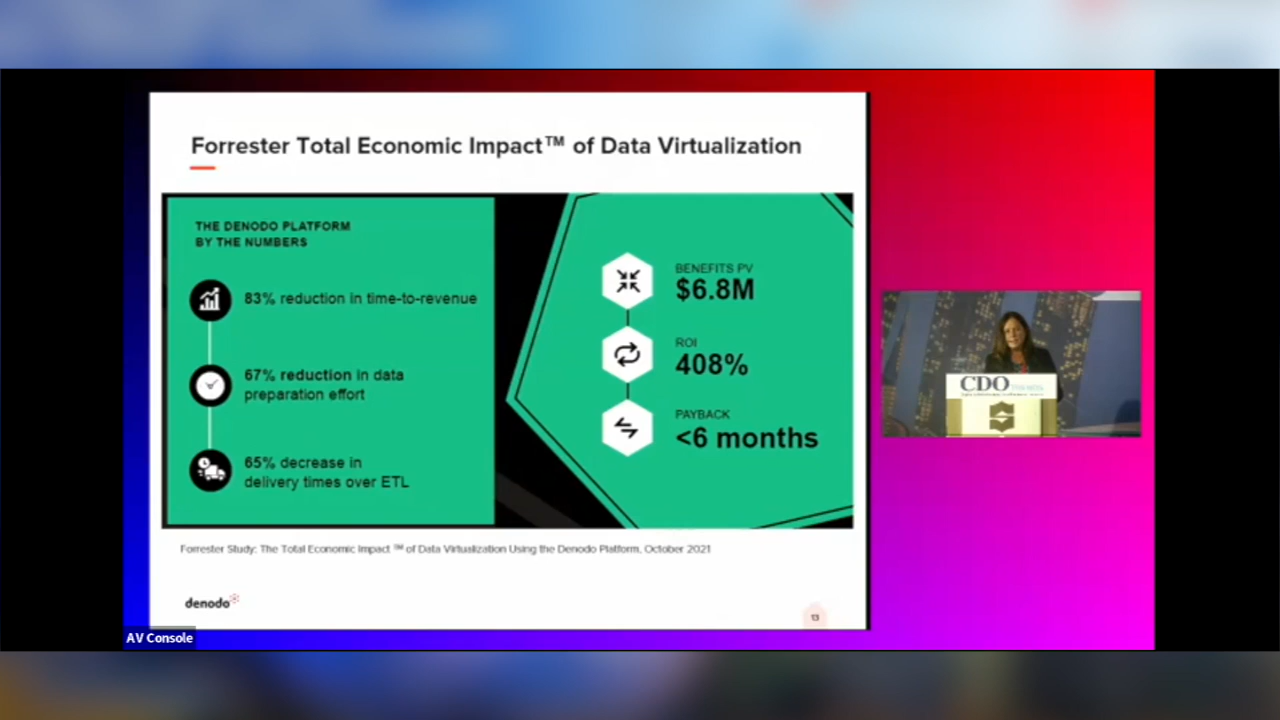 Forrester Total Economic Impact™ of Data Virtualization
THE DENODO PLATFORM
BY THE NUMBERS
83% reduction in time-to-revenue
67% reduction in data
preparation effort
65% decrease in
delivery times over ETL
BENEFITS PV
$6.8M
ROI
408%
PAYBACK
<6 months
Forrester Study: The Total Economic Impact ™ of Data Virtualization Using the Denodo Platform, October 2021
denodo
13
CDO TRENDS
AV Console